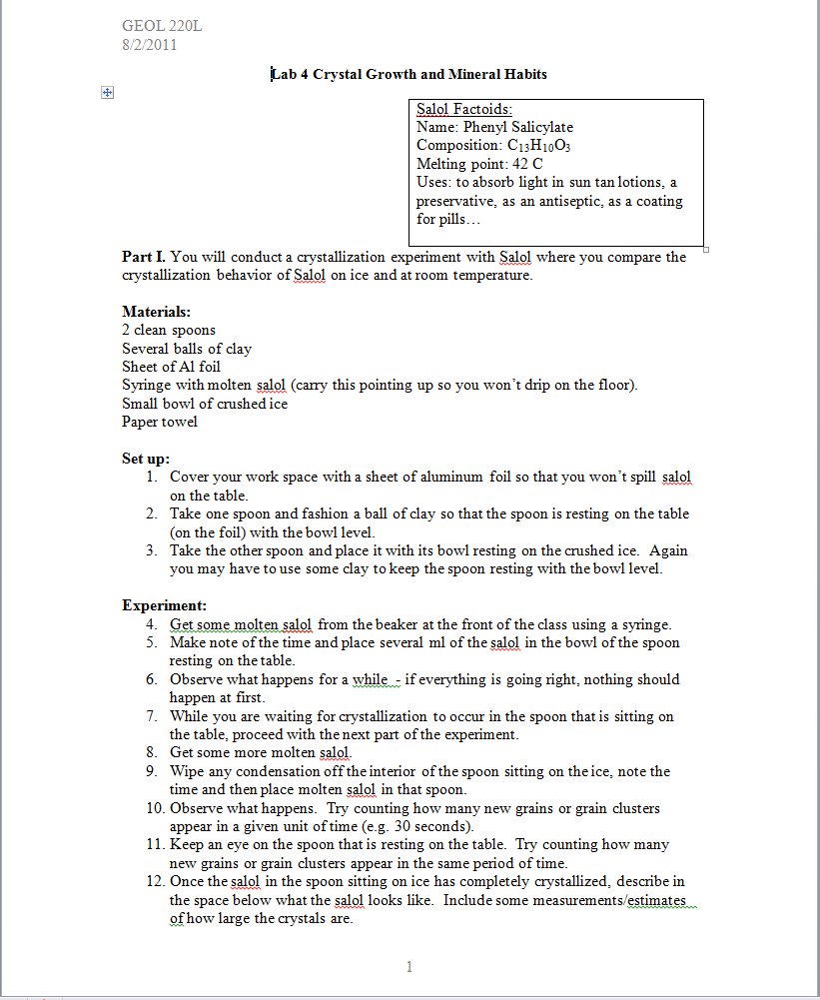 GEOL 220L
8/2/2011
Lab 4 Crystal Growth and Mineral Habits
Salol Factoids:
Name: Phenyl Salicylate
Composition: C13H10O3
Melting point: 42 C
Uses: to absorb light in sun tan lotions, a
preservative, as an antiseptic, as a coating
for pills…
Part I. You will conduct a crystallization experiment with Salol where you compare the
crystallization behavior of Salol on ice and at room temperature.
Materials:
2 clean spoons
Several balls of clay
Sheet of Al foil
Syringe with molten salol (carry this pointing up so you won't drip on the floor).
Small bowl of crushed ice
Paper towel
Set up:
1. Cover your work space with a sheet of aluminum foil so that you won't spill salol
on the table.
2. Take one spoon and fashion a ball of clay so that the spoon is resting on the table
(on the foil) with the bowl level.
3. Take the other spoon and place it with its bowl resting on the crushed ice. Again
you may have to use some clay to keep the spoon resting with the bowl level.
Experiment:
4. Get some molten salol from the beaker at the front of the class using a syringe.
5. Make note of the time and place several ml of the salol in the bowl of the spoon
resting on the table.
6. Observe what happens for a while - if everything is going right, nothing should
happen at first.
7. While you are waiting for crystallization to occur in the spoon that is sitting on
the table, proceed with the next part of the experiment.
8. Get some more molten salol.
9. Wipe any condensation off the interior of the spoon sitting on the ice, note the
time and then place molten salol in that spoon.
10. Observe what happens. Try counting how many new grains or grain clusters
appear in a given unit of time (e.g. 30 seconds).
11. Keep an eye on the spoon that is resting on the table. Try counting how many
new grains or grain clusters appear in the same period of time.
12. Once the salol in the spoon sitting on ice has completely crystallized, describe in
the space below what the salol looks like. Include some measurements/estimates
of how large the crystals are.
1